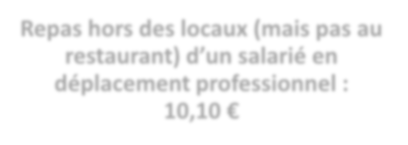 Repas hors des locaux (mais pas au
restaurant) d’un salarié en
déplacement professionnel :
10,10 €